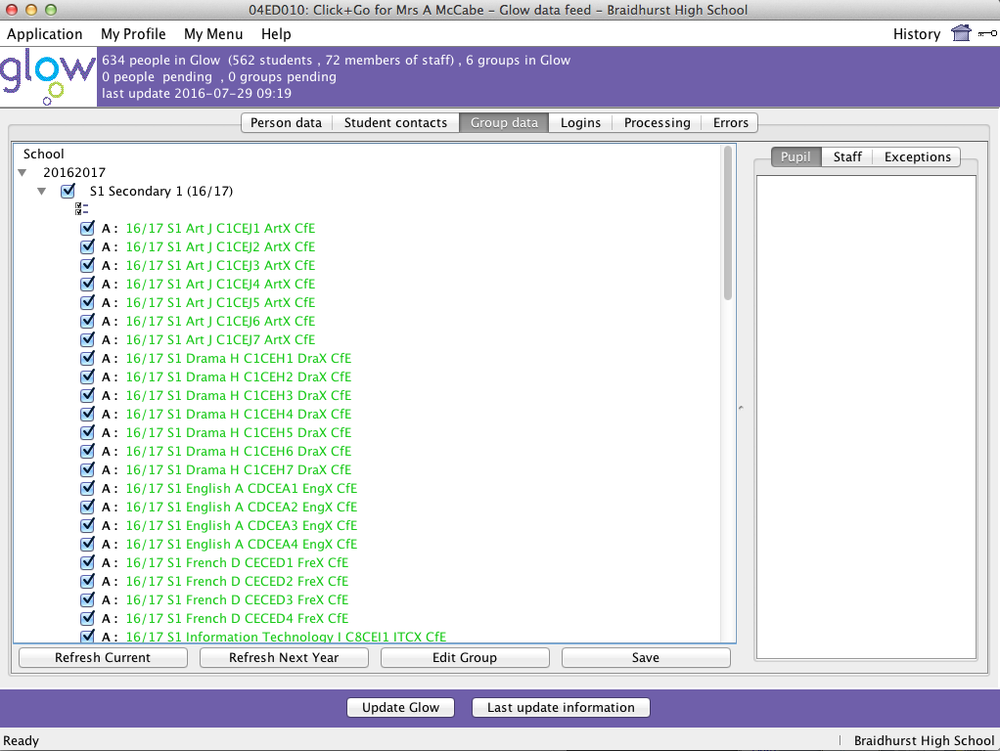 04ED010: Click+Go for Mrs A McCabe – Glow data feed – Braidhurst High School
Application My Profile My Menu Help History
glow
634 people in Glow (562 students , 72 members of staff) , 6 groups in Glow
0 people pending , 0 groups pending
last update 2016-07-29 09:19
Person data Student contacts Group data Logins Processing Errors
School
20162017
S1 Secondary 1 (16/17)
A : 16/17 S1 Art J C1CEJ1 ArtX CfE
A : 16/17 S1 Art J C1CEJ2 ArtX CfE
A : 16/17 S1 Art J C1CEJ3 ArtX CfE
A : 16/17 S1 Art J C1CEJ4 ArtX CfE
A : 16/17 S1 Art J C1CEJ5 ArtX CfE
A : 16/17 S1 Art J C1CEJ6 ArtX CfE
A : 16/17 S1 Art J C1CEJ7 ArtX CfE
A : 16/17 S1 Drama H C1CEH1 DraX CfE
A : 16/17 S1 Drama H C1CEH2 DraX CfE
A : 16/17 S1 Drama H C1CEH3 DraX CfE
A : 16/17 S1 Drama H C1CEH4 DraX CfE
A : 16/17 S1 Drama H C1CEH5 DraX CfE
A : 16/17 S1 Drama H C1CEH6 DraX CfE
A : 16/17 S1 Drama H C1CEH7 DraX CfE
A : 16/17 S1 English A CDCEA1 EngX CfE
A : 16/17 S1 English A CDCEA2 EngX CfE
A : 16/17 S1 English A CDCEA3 EngX CfE
A : 16/17 S1 English A CDCEA4 EngX CfE
A : 16/17 S1 French D CECED1 FreX CfE
A : 16/17 S1 French D CECED2 FreX CfE
A : 16/17 S1 French D CECED3 FreX CfE
A : 16/17 S1 French D CECED4 FreX CfE
A : 16/17 S1 Information Technology I C8CEI1 ITCX CfE
Refresh Current Refresh Next Year Edit Group Save
Pupil Staff Exceptions
Update Glow Last update information
Ready Braidhurst High School